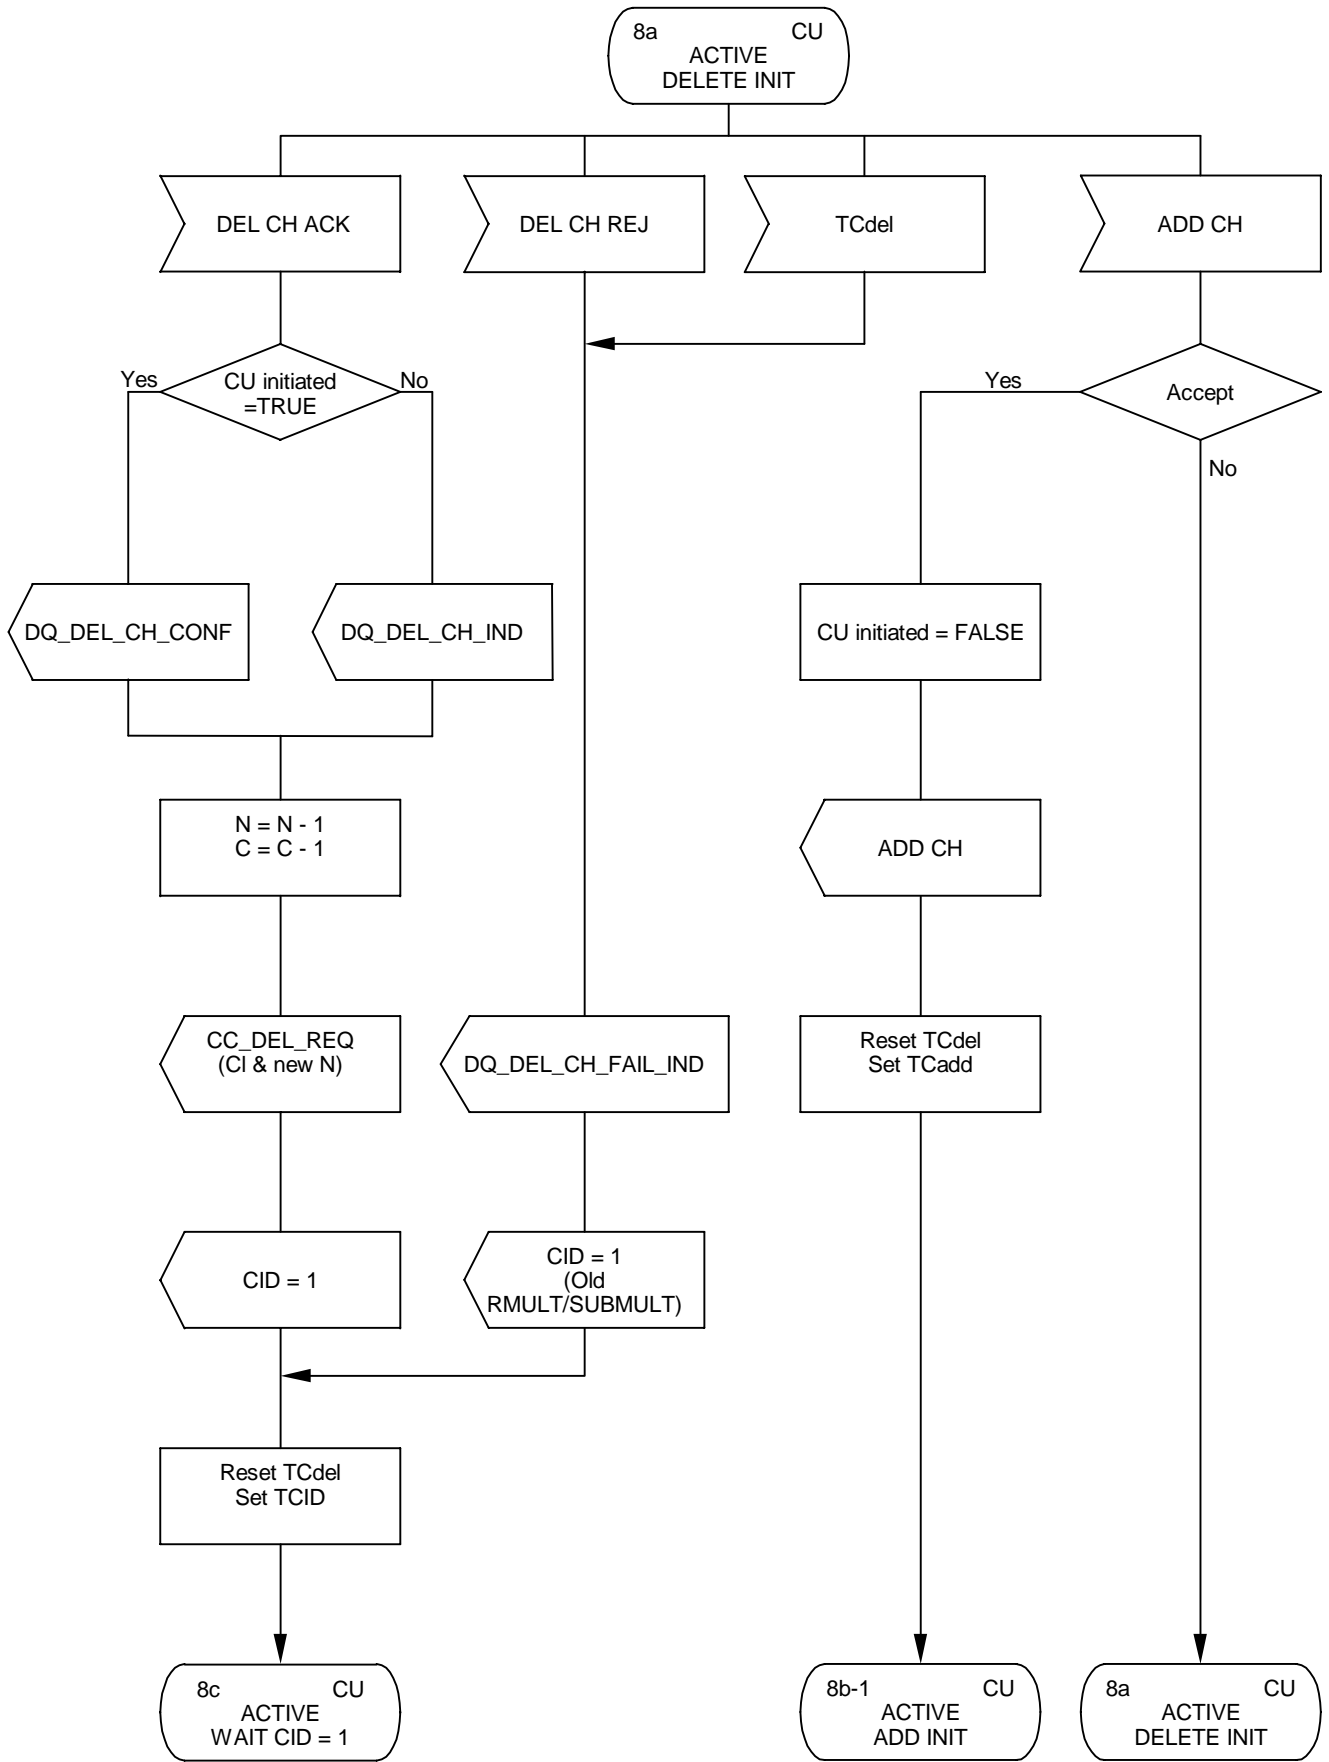 8a CU
ACTIVE
DELETE INIT
DEL CH ACK
DEL CH REJ
TCdel
ADD CH
Yes
CU initiated
=TRUE
No
Yes
Accept
No
DQ_DEL_CH_CONF
DQ_DEL_CH_IND
CU initiated = FALSE
N = N - 1
C = C - 1
ADD CH
CC_DEL_REQ
(CI & new N)
DQ_DEL_CH_FAIL_IND
Reset TCdel
Set TCadd
CID = 1
CID = 1
(Old
RMULT/SUBMULT)
Reset TCdel
Set TCID
8c CU
ACTIVE
WAIT CID = 1
8b-1 CU
ACTIVE
ADD INIT
8a CU
ACTIVE
DELETE INIT